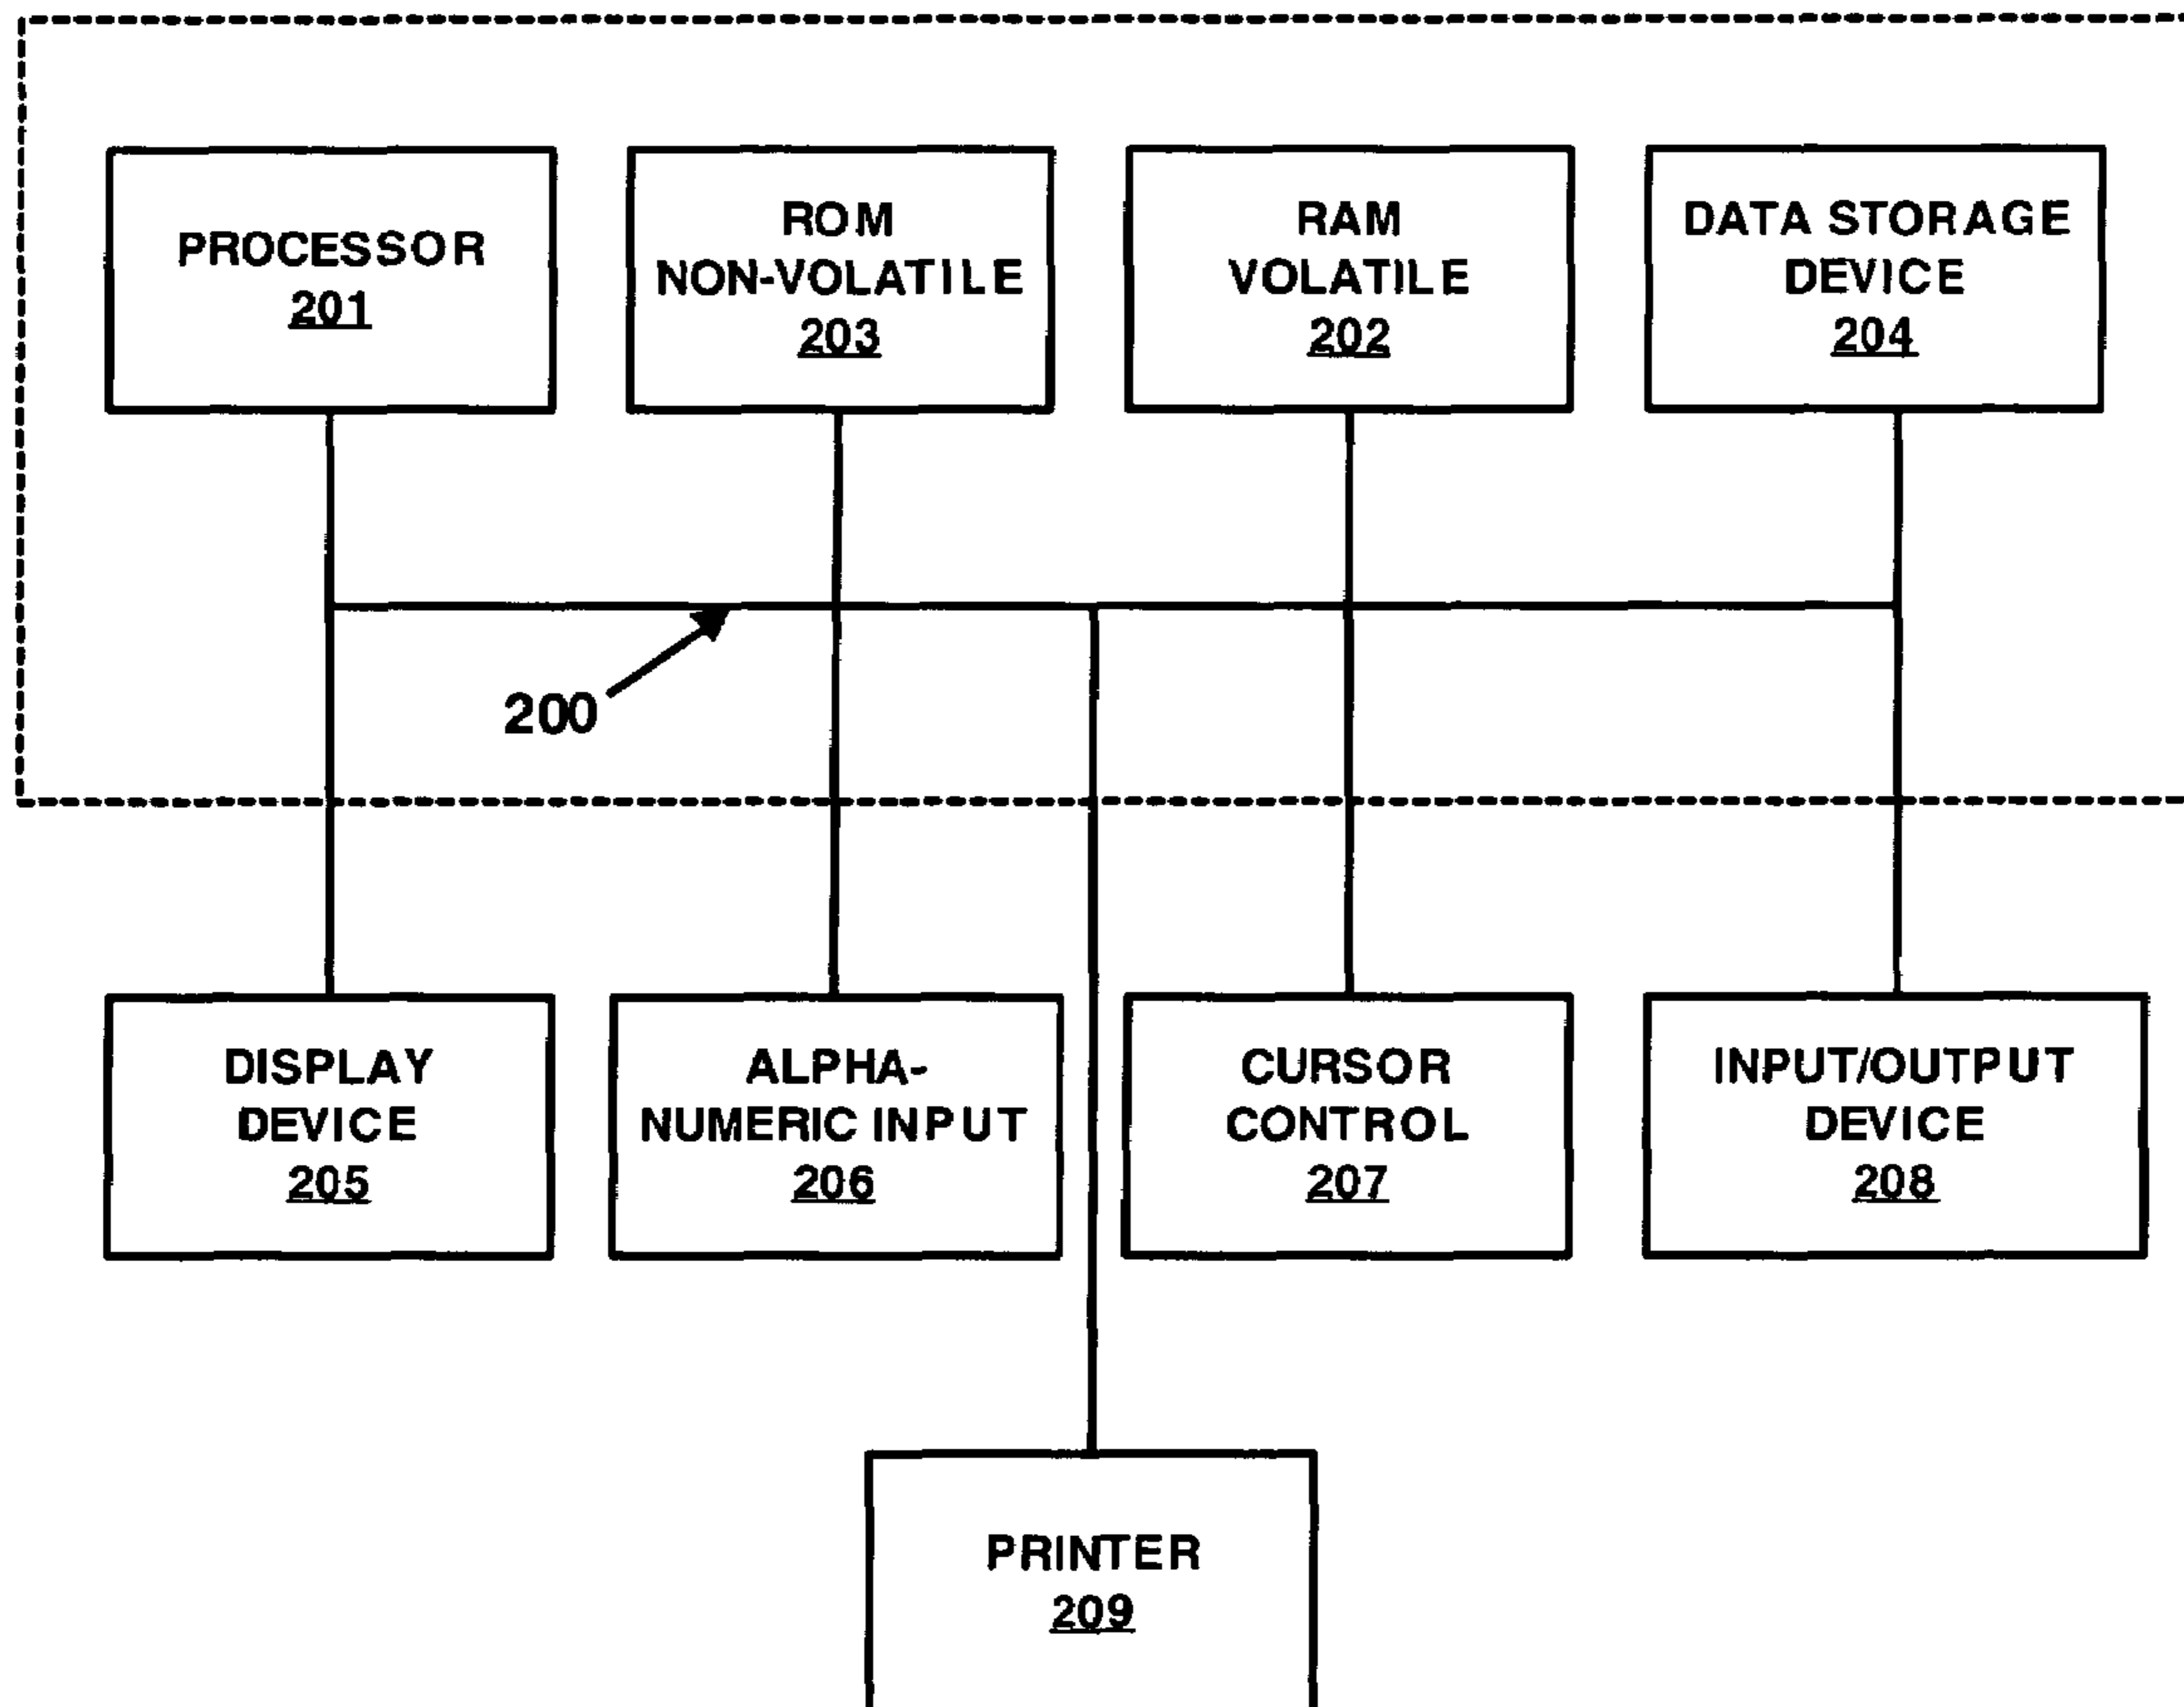 PROCESSOR
201
ROM
NON-VOLATILE
203
RAM
VOLATILE
202
DATA STORAGE
DEVICE
204
200
DISPLAY
DEVICE
205
ALPHA-
NUMERIC INPUT
206
CURSOR
CONTROL
207
INPUT/OUTPUT
DEVICE
208
PRINTER
209